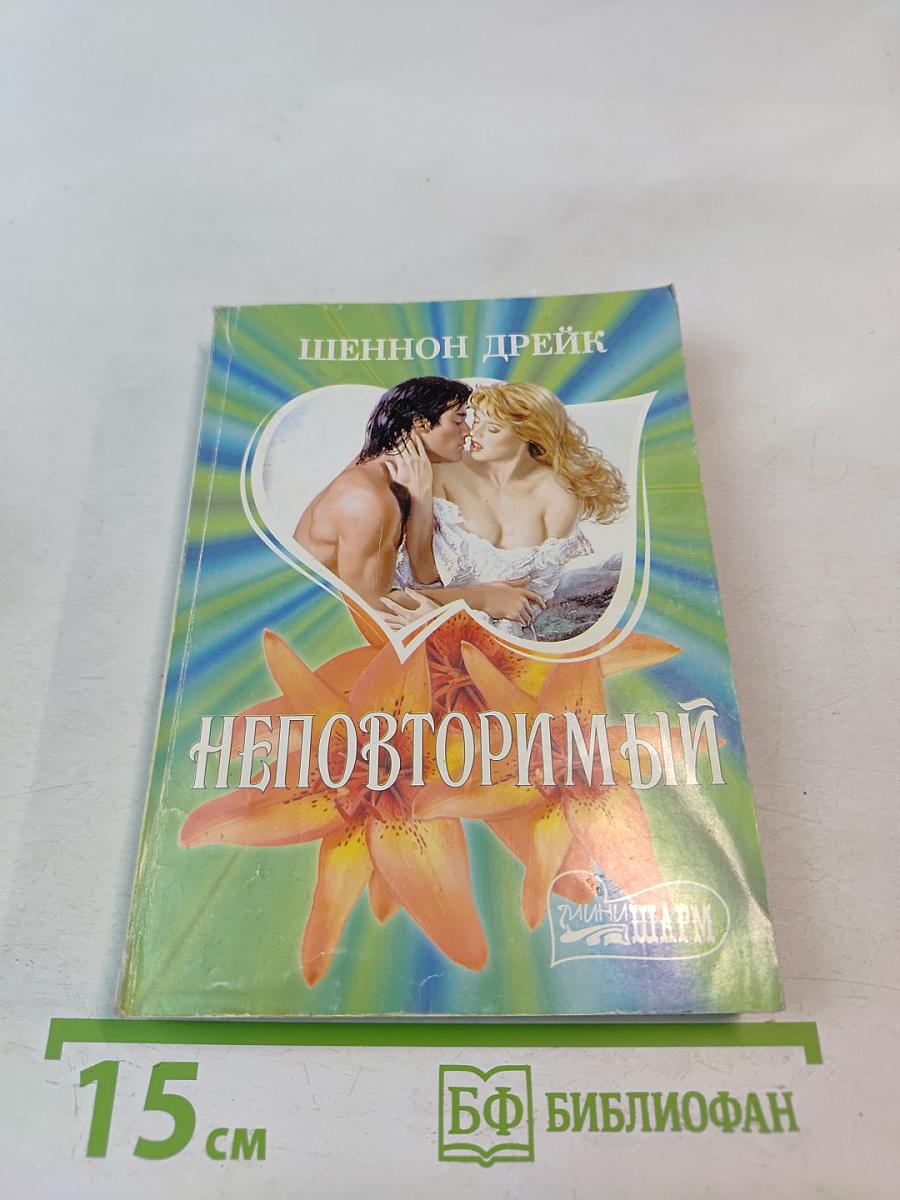 ШЕННОН ДРЕЙК
НЕПОВТОРИМЫЙ
МИНИ
ШАРМ
15 см
БФ БИБЛИОФАН